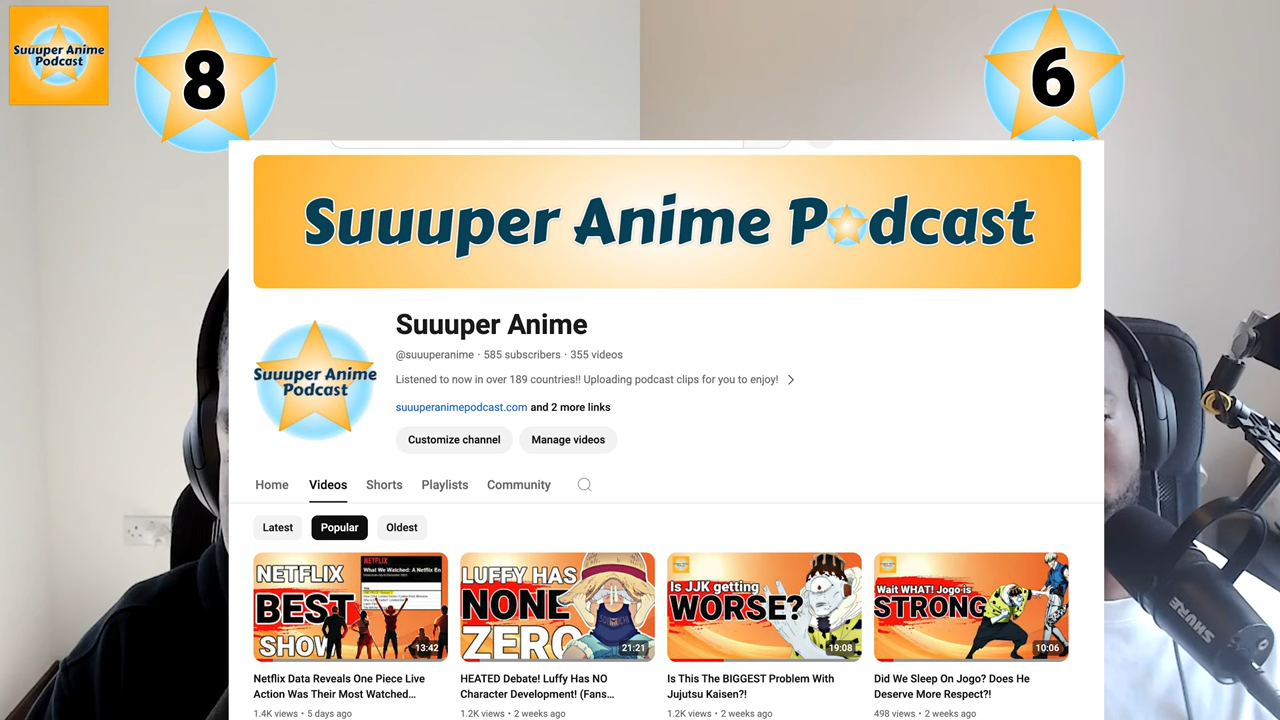 Suuuper Anime
Podcast
8
6
Suuuper Anime Podcast
Suuuper Anime
Podcast
Suuuper Anime
@suuuperanime · 585 subscribers · 355 videos
Listened to now in over 189 countries!! Uploading podcast clips for you to enjoy!
suuuperanimepodcast.com and 2 more links
Customize channel
Manage videos
Home
Videos
Shorts
Playlists
Community
Latest
Popular
Oldest
NETFLIX
BEST
SHOW
NETFLIX
What We Watched: A Netflix En
13:42
LUFFY HAS
NONE
ZERO
21:21
Is JJK getting
WORSE?
19:08
Wait WHAT! Jogo is
STRONG
10:06
Netflix Data Reveals One Piece Live
Action Was Their Most Watched...
1.4K views • 5 days ago
HEATED Debate! Luffy Has NO
Character Development! (Fans...
1.2K views • 2 weeks ago
Is This The BIGGEST Problem With
Jujutsu Kaisen?!
1.2K views • 2 weeks ago
Did We Sleep On Jogo? Does He
Deserve More Respect?!
498 views • 2 weeks ago
SHURE